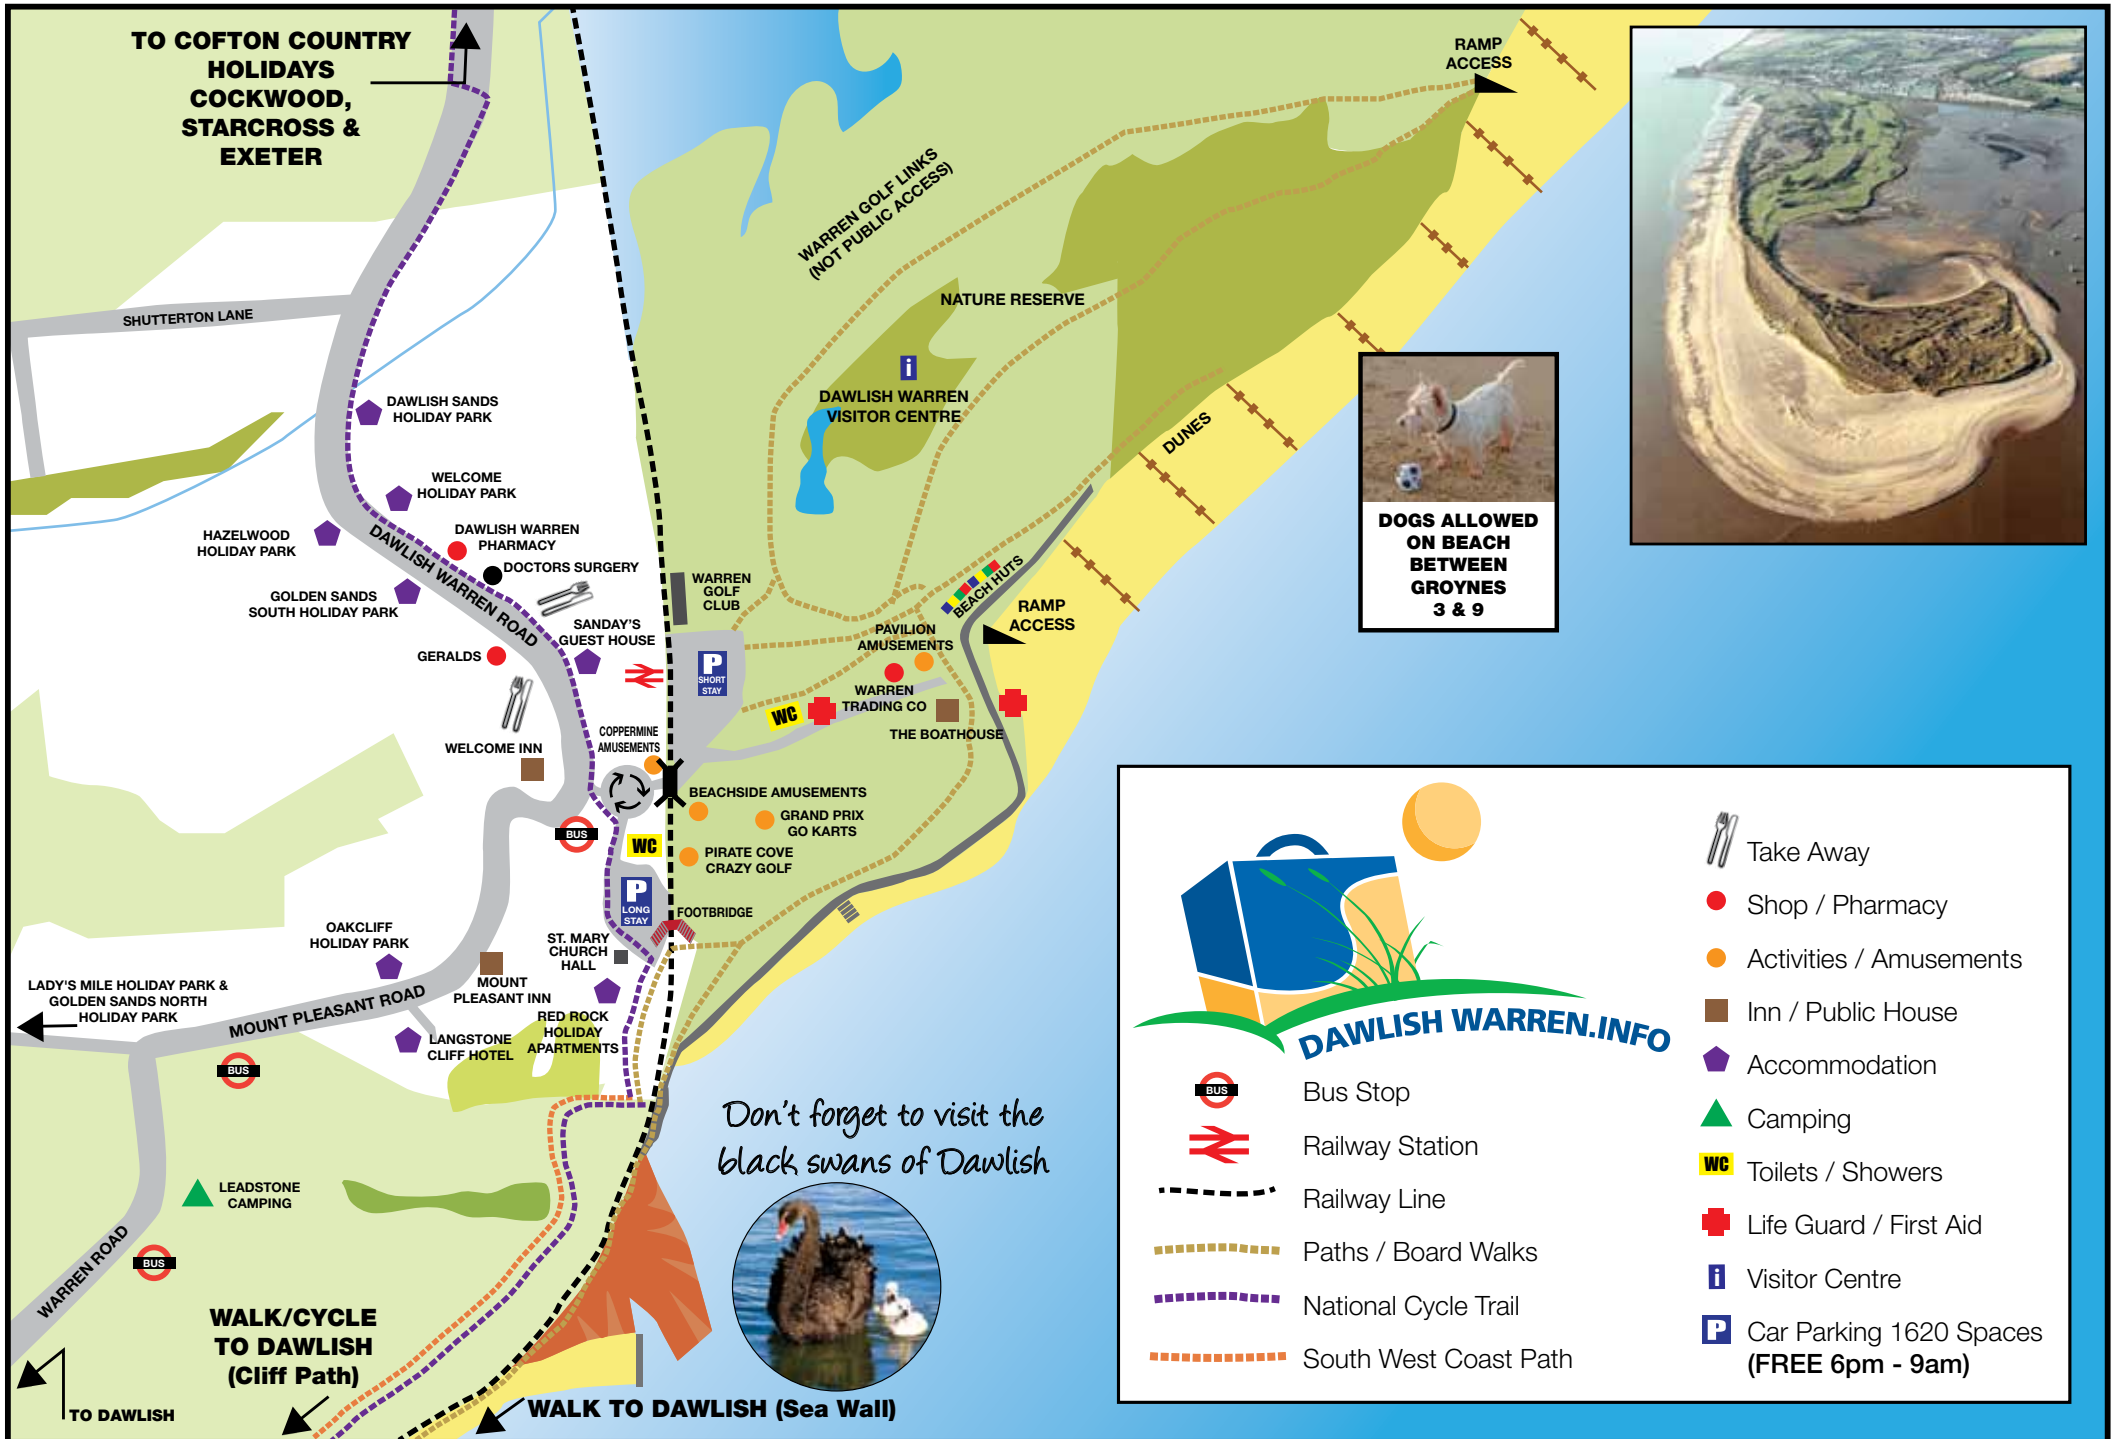 TO COFTON COUNTRY
HOLIDAYS
COCKWOOD,
STARCROSS &
EXETER
SHUTTERTON LANE
DAWLISH SANDS
HOLIDAY PARK
WELCOME
HOLIDAY PARK
HAZELWOOD
HOLIDAY PARK
DAWLISH WARREN
PHARMACY
DOCTORS SURGERY
DAWLISH WARREN ROAD
GOLDEN SANDS
SOUTH HOLIDAY PARK
SANDAY'S
GUEST HOUSE
GERALDS
WELCOME INN
COPPERMINE
AMUSEMENTS
BUS
WC
P
LONG
STAY
ST. MARY
CHURCH
HALL
OAKCLIFF
HOLIDAY PARK
MOUNT
PLEASANT INN
LADY'S MILE HOLIDAY PARK &
GOLDEN SANDS NORTH
HOLIDAY PARK
MOUNT PLEASANT ROAD
RED ROCK
HOLIDAY
APARTMENTS
LANGSTONE
CLIFF HOTEL
BUS
LEADSTONE
CAMPING
BUS
WARREN ROAD
TO DAWLISH
WALK/CYCLE
TO DAWLISH
(Cliff Path)
WALK TO DAWLISH (Sea Wall)
RAMP
ACCESS
WARREN GOLF LINKS
(NOT PUBLIC ACCESS)
NATURE RESERVE
i
DAWLISH WARREN
VISITOR CENTRE
DUNES
WARREN
GOLF
CLUB
P
SHORT
STAY
BEACH HUTS
RAMP
ACCESS
PAVILION
AMUSEMENTS
WC
WARREN
TRADING CO
THE BOATHOUSE
BEACHSIDE AMUSEMENTS
GRAND PRIX
GO KARTS
PIRATE COVE
CRAZY GOLF
FOOTBRIDGE
Don't forget to visit the
black swans of Dawlish
DOGS ALLOWED
ON BEACH
BETWEEN
GROYNES
3 & 9
DAWLISH WARREN.INFO
BUS
Bus Stop
Railway Station
Railway Line
Paths / Board Walks
National Cycle Trail
South West Coast Path
Take Away
Shop / Pharmacy
Activities / Amusements
Inn / Public House
Accommodation
Camping
WC
Toilets / Showers
Life Guard / First Aid
i
Visitor Centre
P
Car Parking 1620 Spaces
(FREE 6pm - 9am)